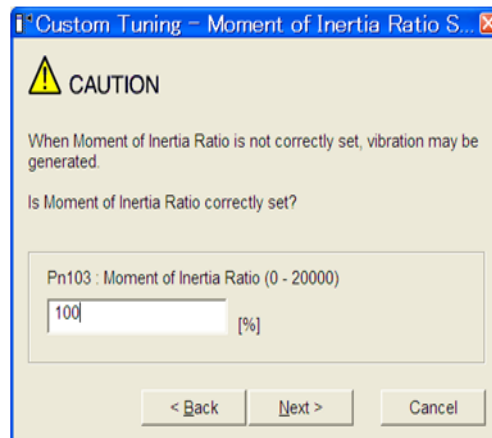 Custom Tuning - Moment of Inertia Ratio S...
CAUTION
When Moment of Inertia Ratio is not correctly set, vibration may be
generated.
Is Moment of Inertia Ratio correctly set?
Pn103 : Moment of Inertia Ratio (0 - 20000)
100
[%]
< Back
Next >
Cancel